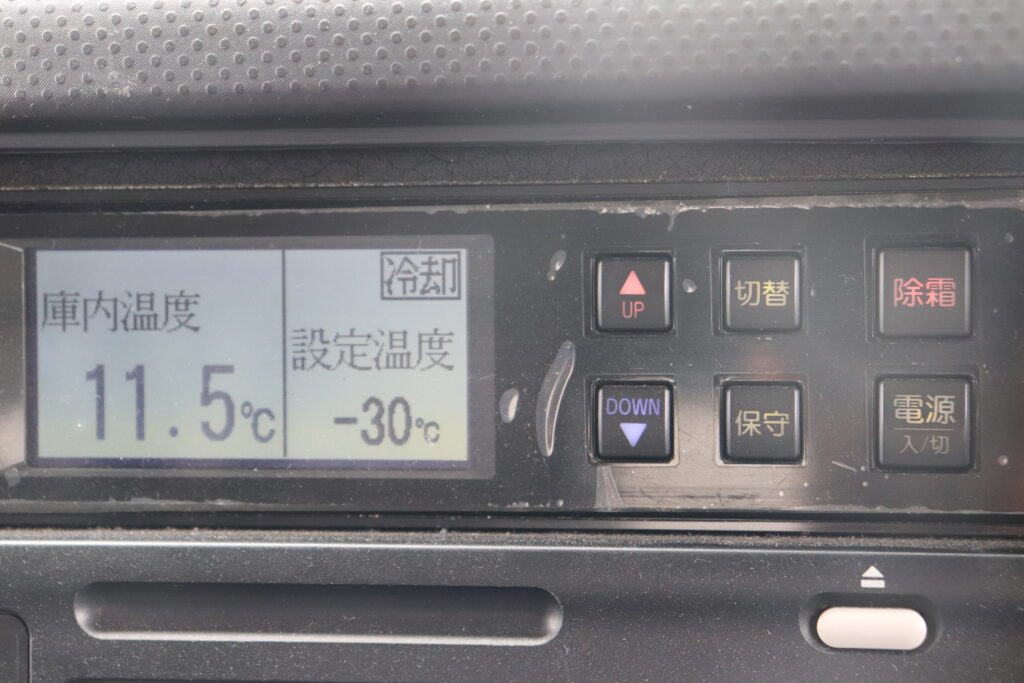 冷却
庫内温度
設定温度
11.5℃
-30℃
UP
切替
除霜
DOWN
保守
電源
入/切